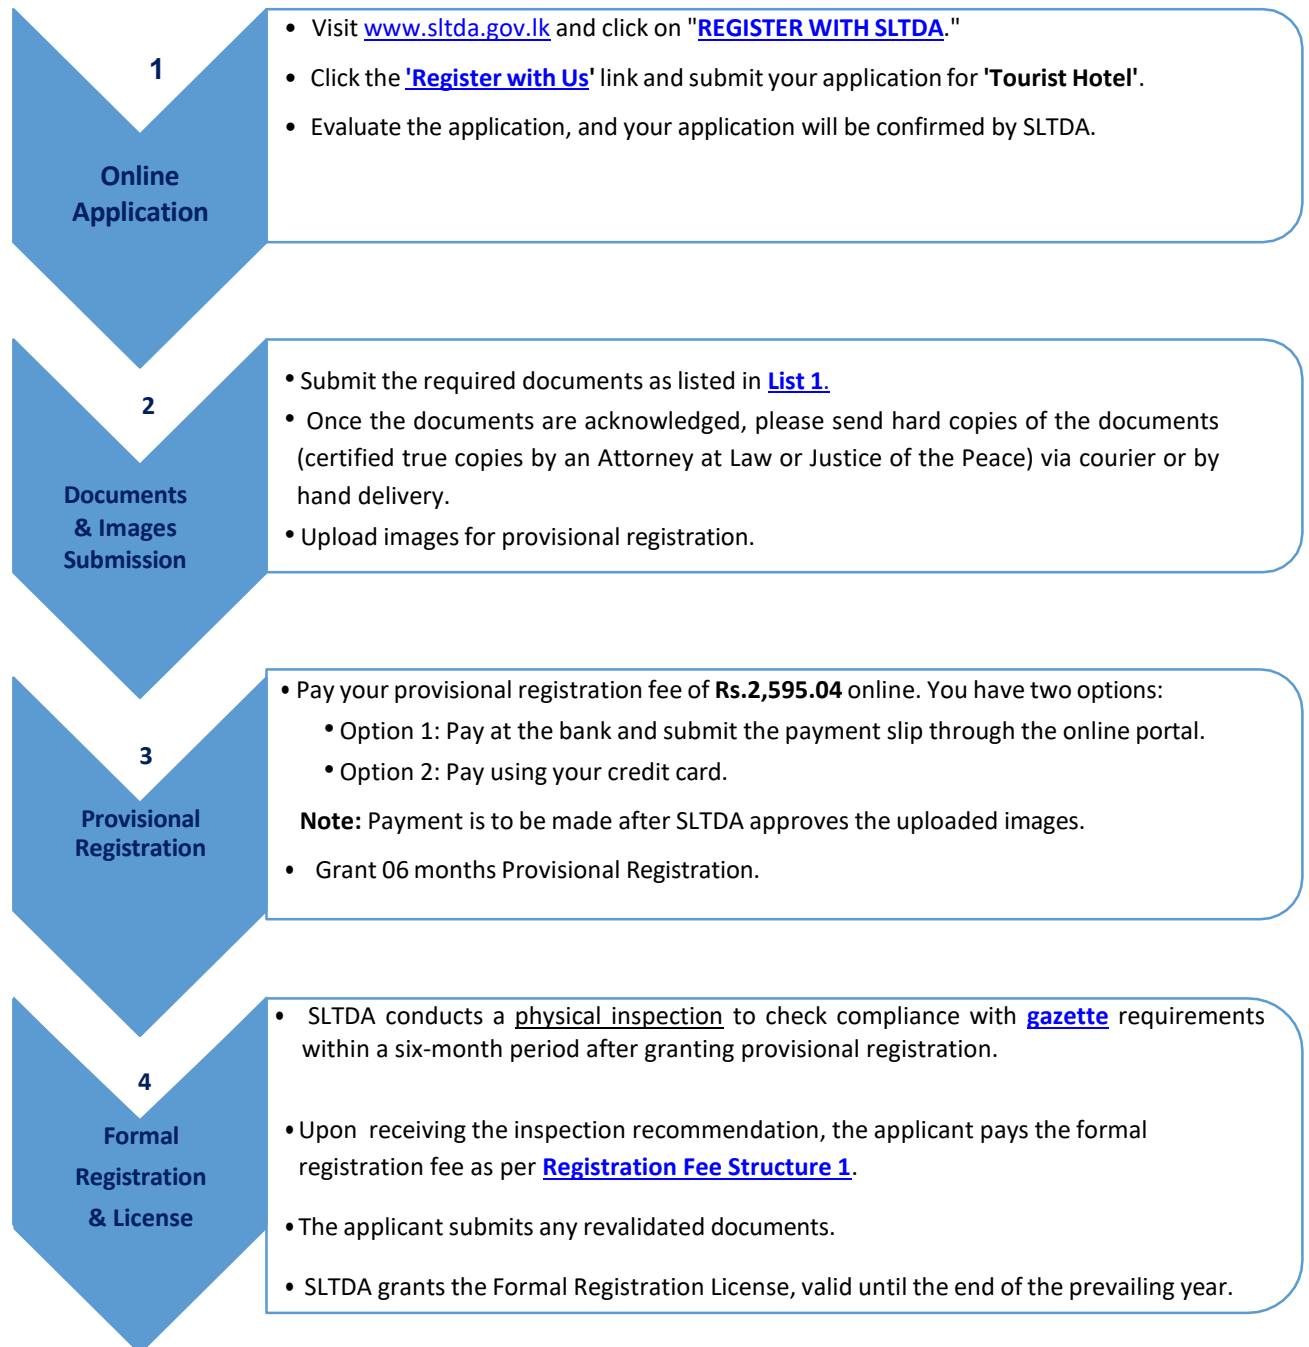 1
Online
Application
• Visit www.sltda.gov.lk and click on "REGISTER WITH SLTDA."
• Click the 'Register with Us' link and submit your application for 'Tourist Hotel'.
• Evaluate the application, and your application will be confirmed by SLTDA.
2
Documents
& Images
Submission
• Submit the required documents as listed in List 1.
• Once the documents are acknowledged, please send hard copies of the documents
(certified true copies by an Attorney at Law or Justice of the Peace) via courier or by
hand delivery.
• Upload images for provisional registration.
3
Provisional
Registration
• Pay your provisional registration fee of Rs.2,595.04 online. You have two options:
• Option 1: Pay at the bank and submit the payment slip through the online portal.
• Option 2: Pay using your credit card.
Note: Payment is to be made after SLTDA approves the uploaded images.
• Grant 06 months Provisional Registration.
4
Formal
Registration
& License
• SLTDA conducts a physical inspection to check compliance with gazette requirements
within a six-month period after granting provisional registration.
• Upon receiving the inspection recommendation, the applicant pays the formal
registration fee as per Registration Fee Structure 1.
• The applicant submits any revalidated documents.
• SLTDA grants the Formal Registration License, valid until the end of the prevailing year.